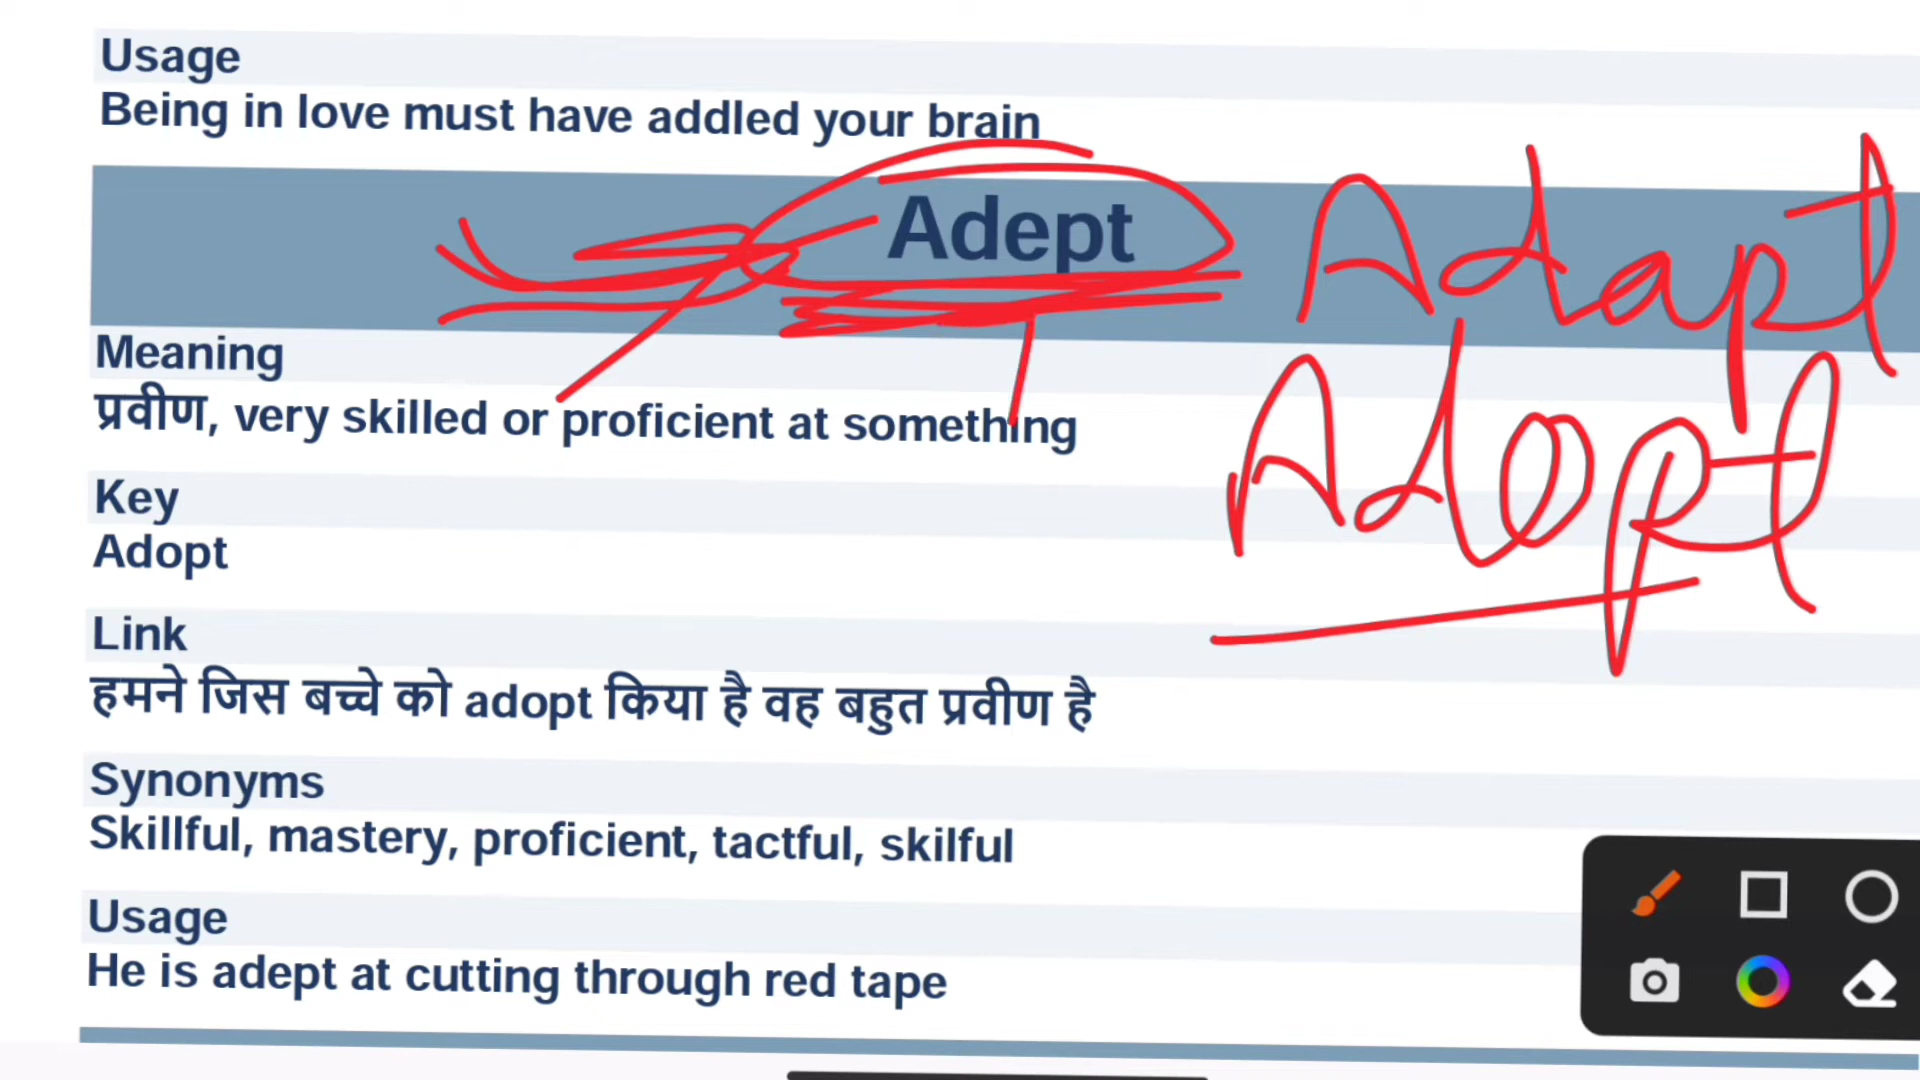 Usage
Being in love must have addled your brain
Adept
Adapt
Adopt
Meaning
प्रवीण, very skilled or proficient at something
Key
Adopt
Link
हमने जिस बच्चे को adopt किया है वह बहुत प्रवीण है
Synonyms
Skillful, mastery, proficient, tactful, skilful
Usage
He is adept at cutting through red tape